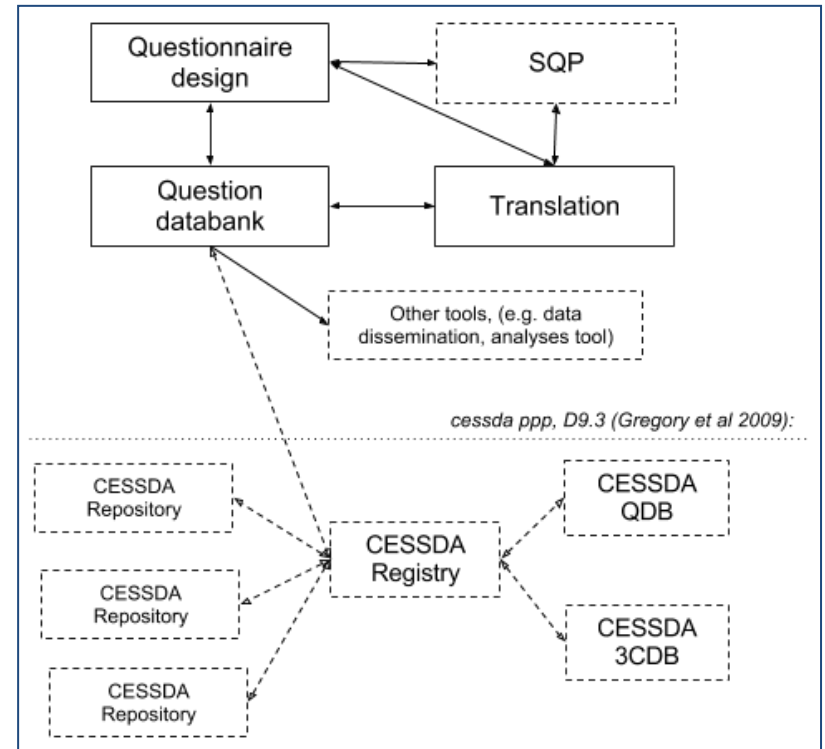 Questionnaire
design
SQP
Question
databank
Translation
Other tools, (e.g. data
dissemination, analyses tool)
cessda ppp, D9.3 (Gregory et al 2009):
CESSDA
Repository
CESSDA
QDB
CESSDA
Registry
CESSDA
Repository
CESSDA
3CDB
CESSDA
Repository